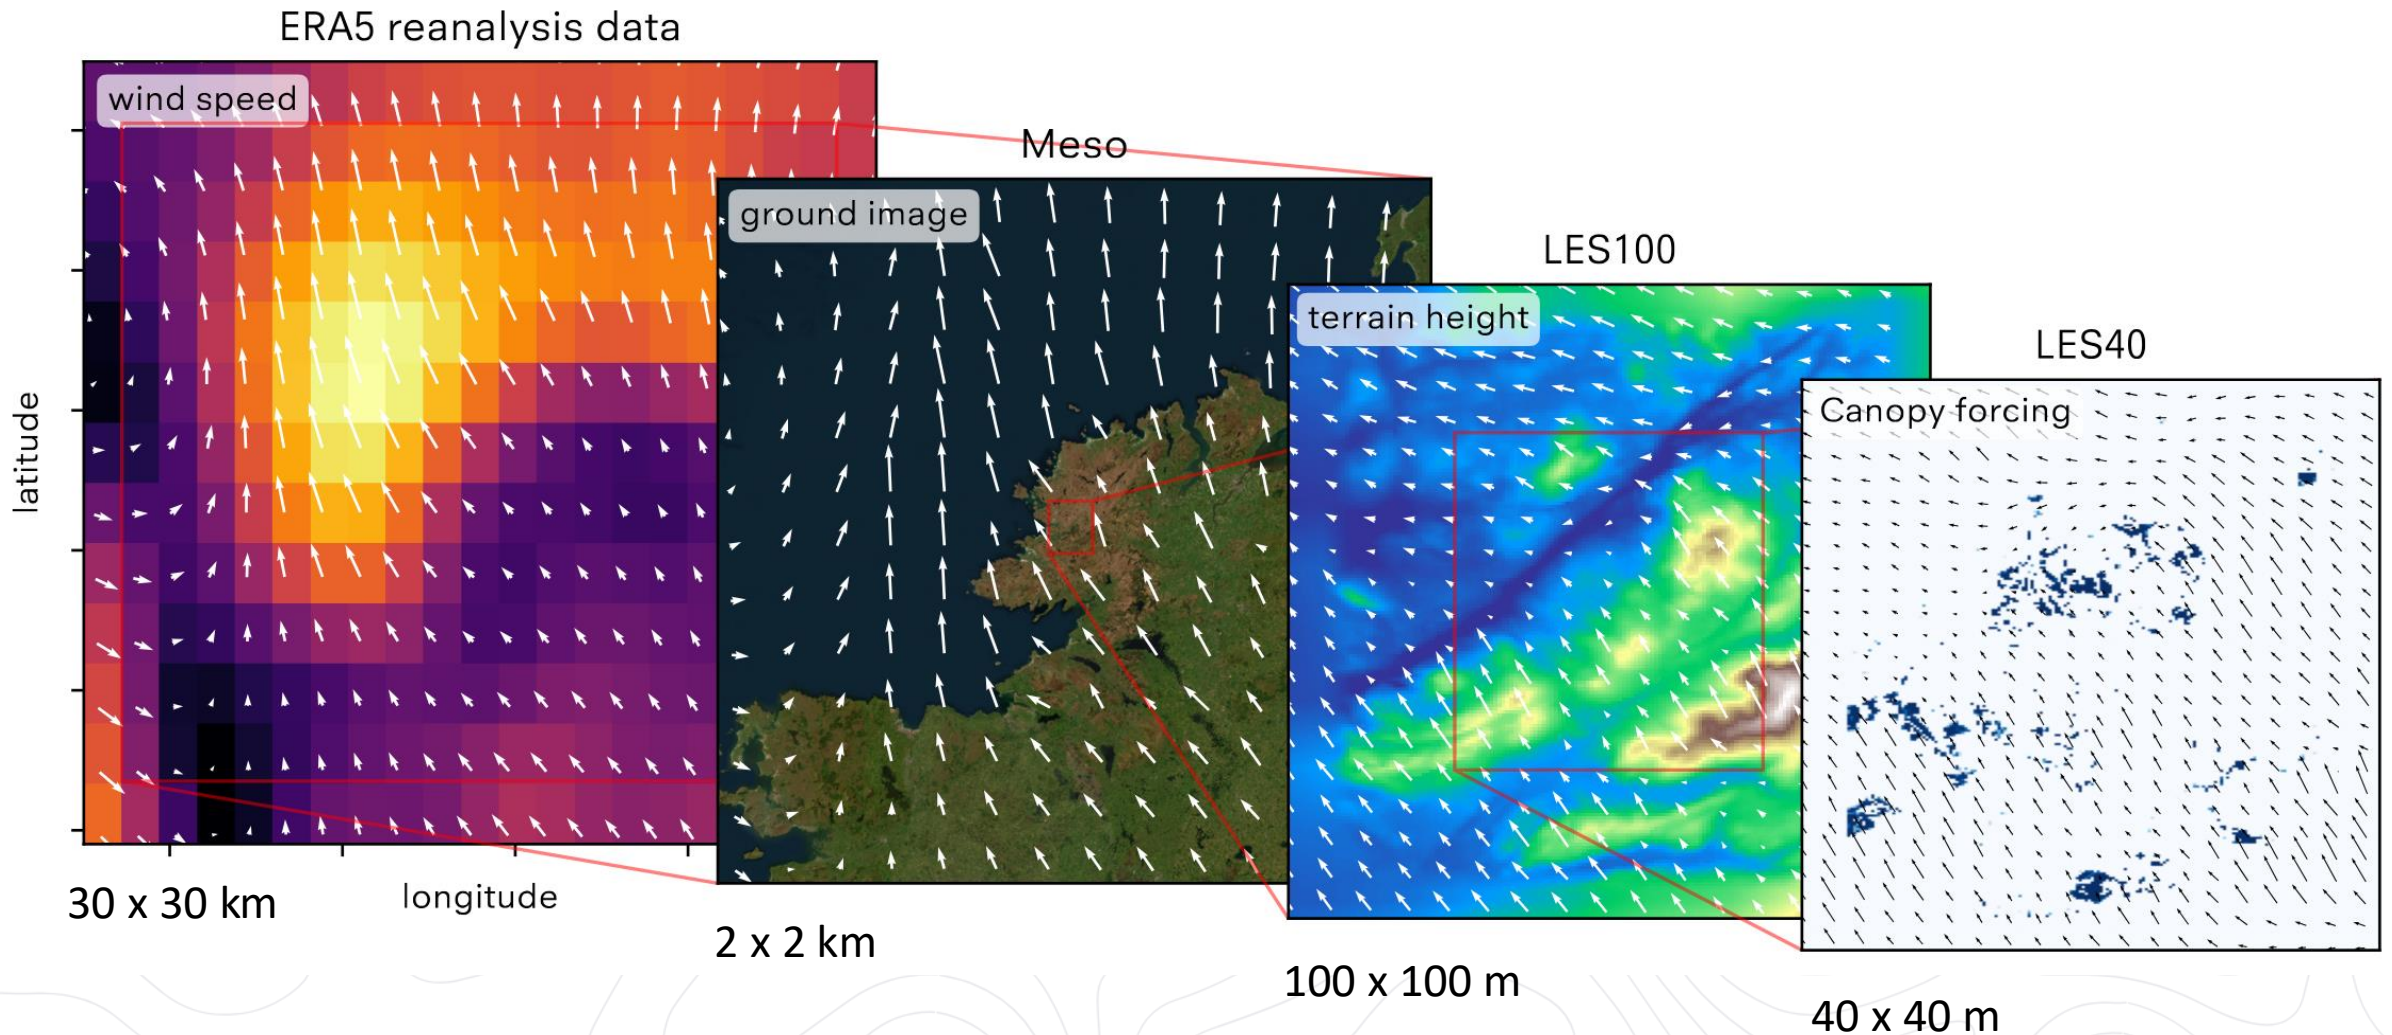 ERA5 reanalysis data
wind speed
Meso
ground image
LES100
terrain height
LES40
Canopy forcing
latitude
longitude
30 x 30 km
2 x 2 km
100 x 100 m
40 x 40 m